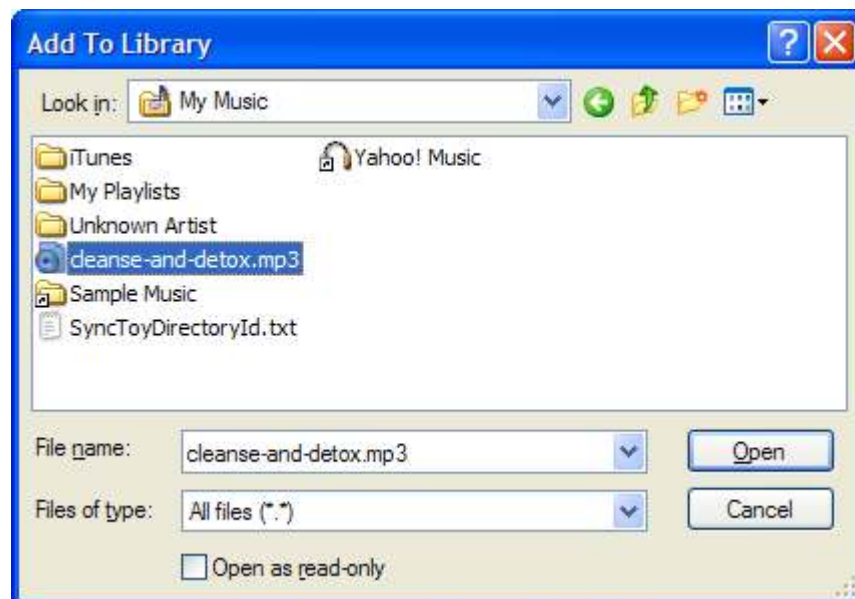 Add To Library
Look in: My Music
iTunes
Yahoo! Music
My Playlists
Unknown Artist
cleanse-and-detox.mp3
Sample Music
SyncToyDirectoryId.txt
File name: cleanse-and-detox.mp3
Open
Files of type: All files (*.*)
Cancel
Open as read-only